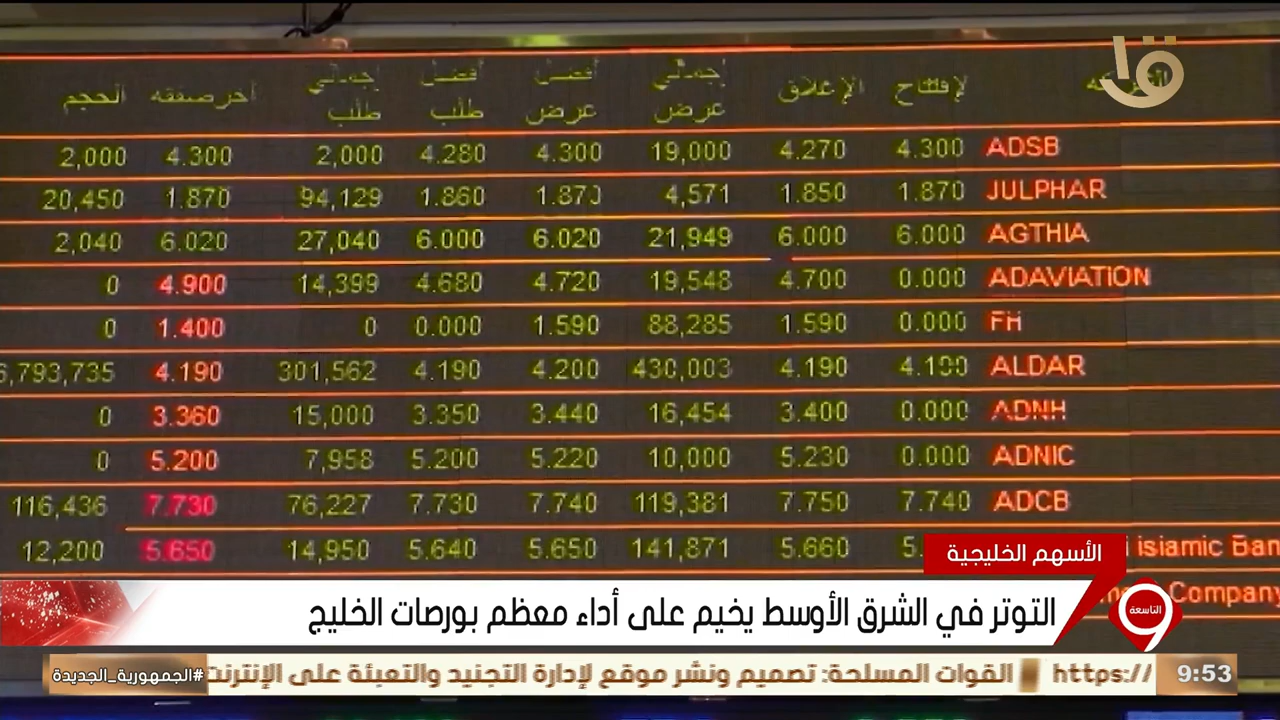 لإفتتاح الإغلاق إجمالي عرض أفضل عرض أفضل طلب إجمالي طلب آخر صفقه الحجم
ADSB 4.300 4.270 19,000 4.300 4.280 2,000 4.300 2,000
JULPHAR 1.870 1.850 4,571 1.870 1.860 94,129 1.870 20,450
AGTHIA 6.000 6.000 21,949 6.020 6.000 27,040 6.020 2,040
ADAVIATION 0.000 4.700 19,548 4.720 4.680 14,399 4.900 0
FH 0.000 1.590 88,285 1.590 0.000 0 1.400 0
ALDAR 4.190 4.190 430,003 4.200 4.190 301,562 4.190 6,793,735
ADNH 0.000 3.400 16,454 3.440 3.350 15,000 3.360 0
ADNIC 0.000 5.230 10,000 5.220 5.200 7,958 5.200 0
ADCB 7.740 7.750 119,381 7.740 7.730 76,227 7.730 116,436
islamic Ban 5. 5.660 141,871 5.650 5.640 14,950 5.650 12,200
Company
الأسهم الخليجية
التاسعة
9
التوتر في الشرق الأوسط يخيم على أداء معظم بورصات الخليج
9:53
https://
القوات المسلحة: تصميم ونشر موقع لإدارة التجنيد والتعبئة على الإنترنت
#الجمهورية_الجديدة